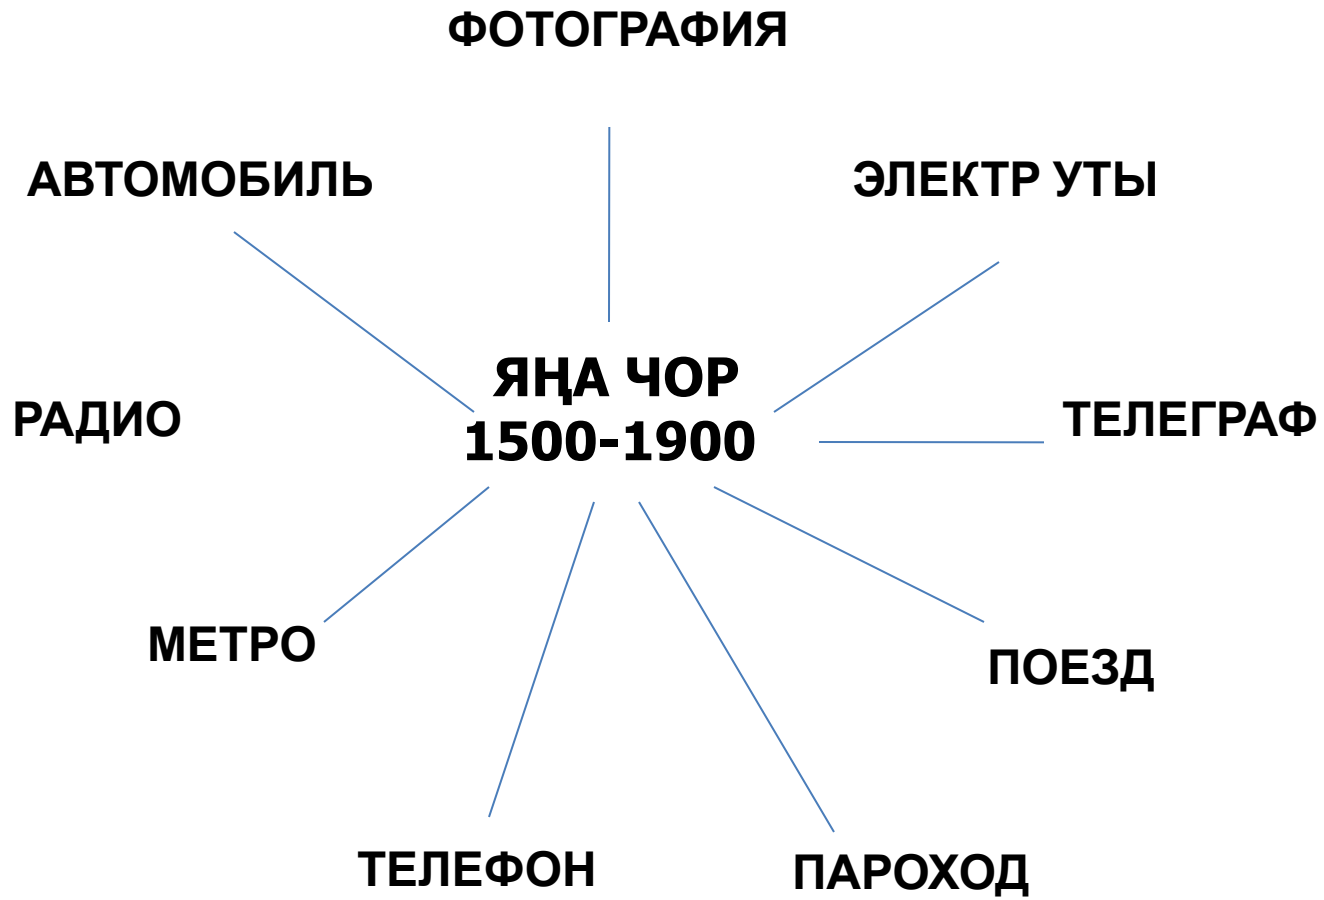 ФОТОГРАФИЯ
АВТОМОБИЛЬ
ЭЛЕКТР УТЫ
ЯҢА ЧОР
1500-1900
РАДИО
ТЕЛЕГРАФ
МЕТРО
ПОЕЗД
ТЕЛЕФОН
ПАРОХОД